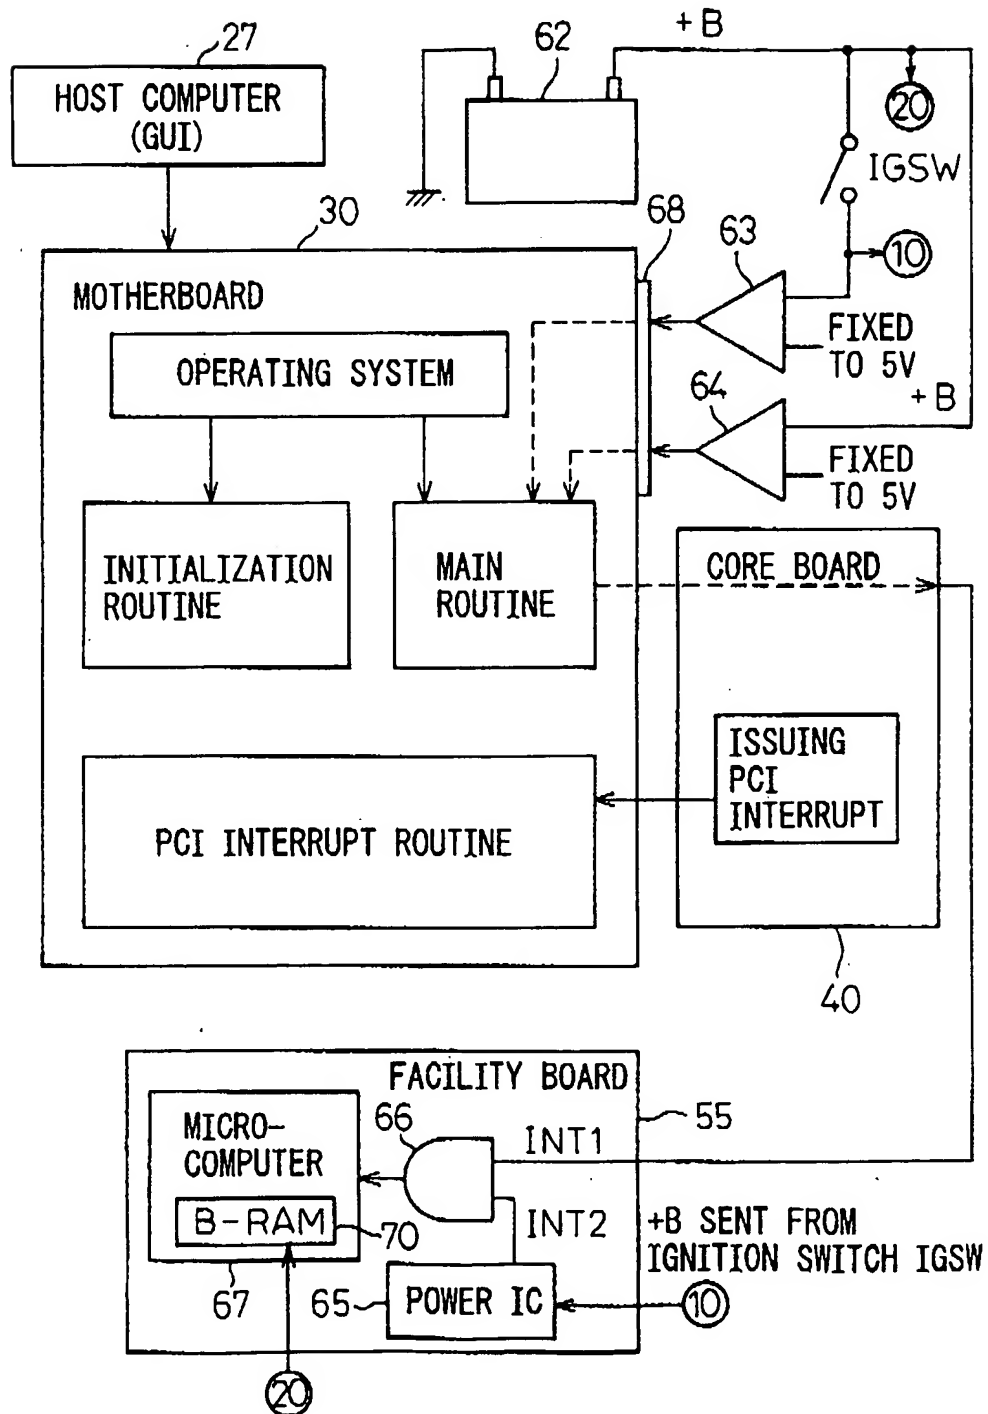 27
HOST COMPUTER
(GUI)
62
+B
20
IGSW
10
30
68
63
FIXED
TO 5V
64
+B
FIXED
TO 5V
MOTHERBOARD
OPERATING SYSTEM
INITIALIZATION
ROUTINE
MAIN
ROUTINE
CORE BOARD
ISSUING
PCI
INTERRUPT
PCI INTERRUPT ROUTINE
40
FACILITY BOARD
55
MICRO-
COMPUTER
66
INT1
B-RAM
70
INT2
+B SENT FROM
IGNITION SWITCH IGSW
67
65
POWER IC
10
20